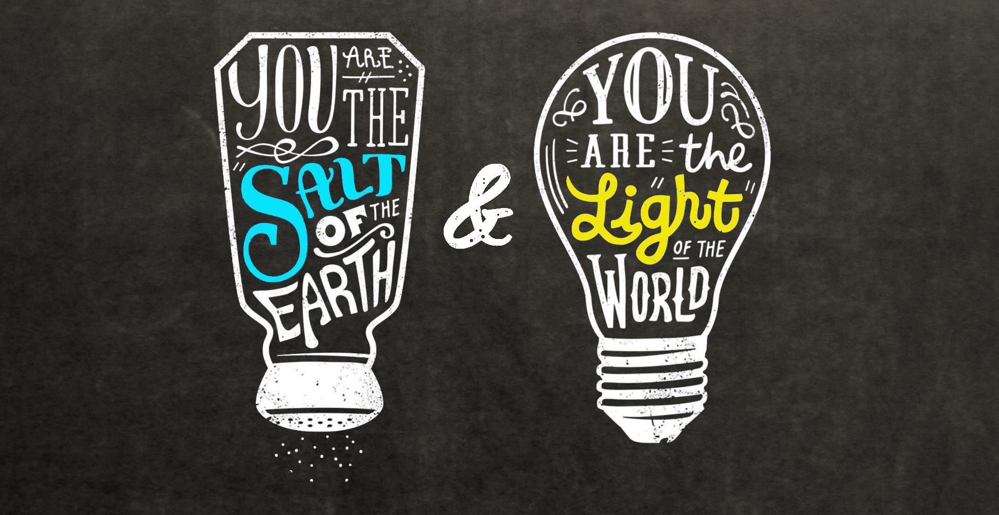 YOU ARE
THE
SALT
OF THE
EARTH
&
YOU
ARE the
Light
OF THE
WORLD